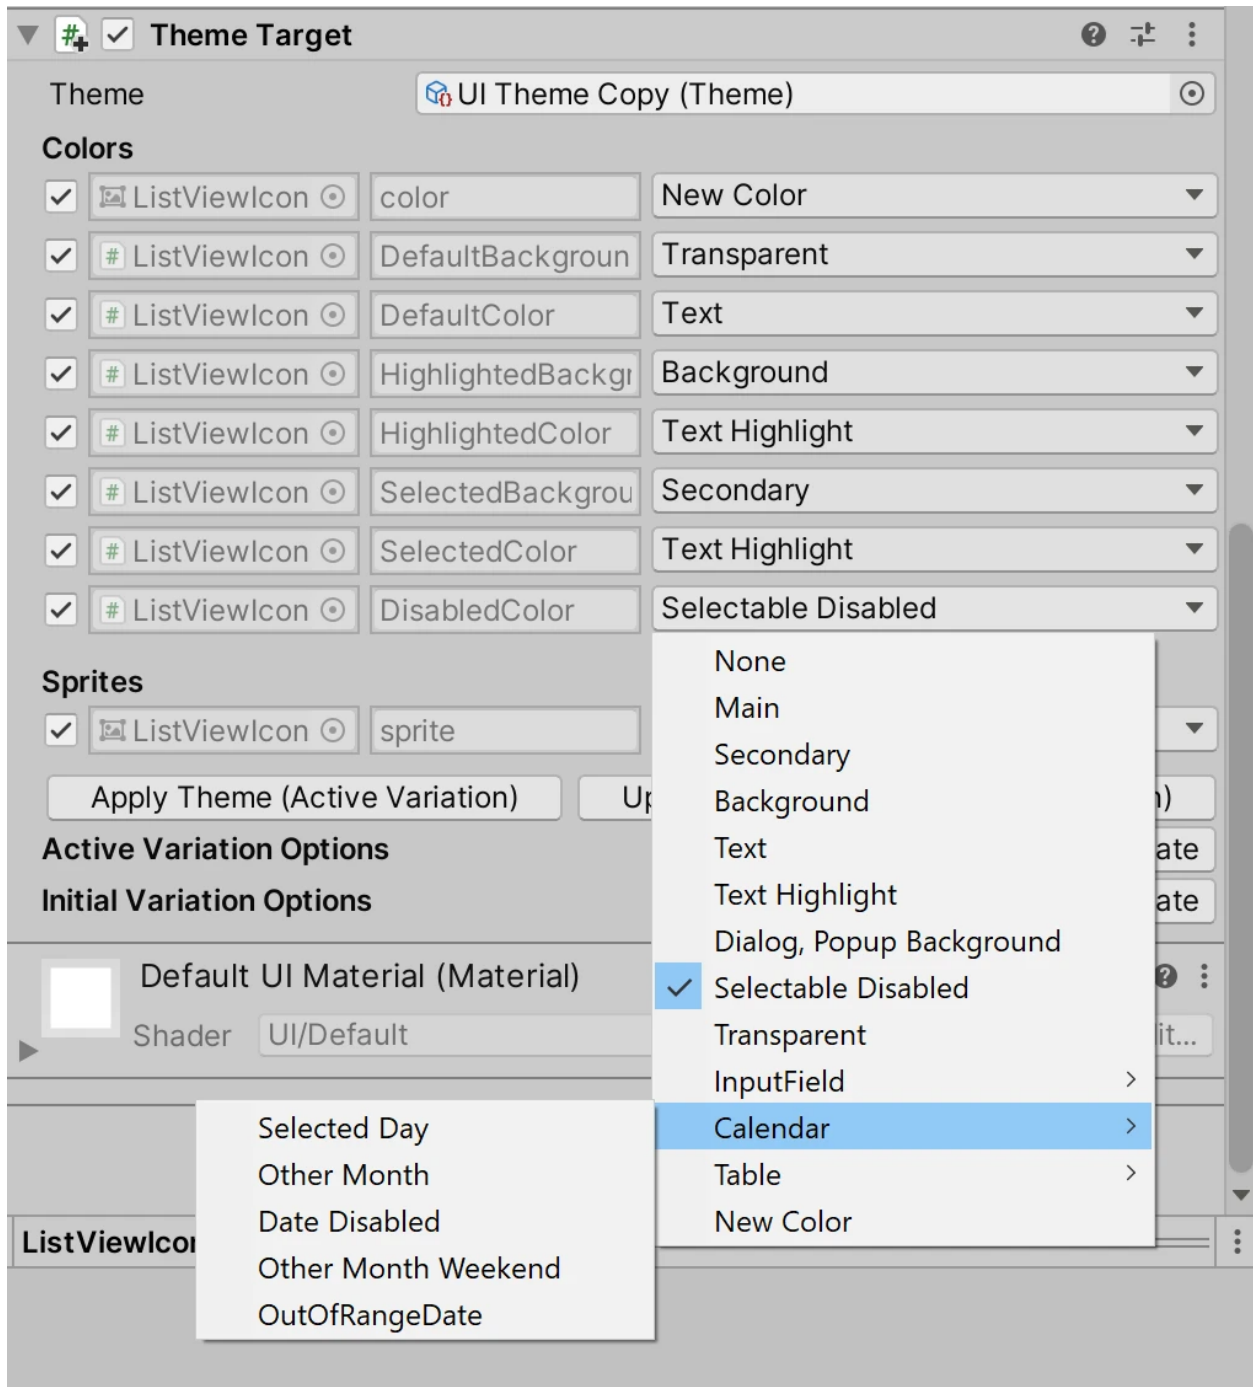 Theme Target
Theme UI Theme Copy (Theme)
Colors
ListViewIcon color New Color
# ListViewIcon DefaultBackgroun Transparent
# ListViewIcon DefaultColor Text
# ListViewIcon HighlightedBackgr Background
# ListViewIcon HighlightedColor Text Highlight
# ListViewIcon SelectedBackgrou Secondary
# ListViewIcon SelectedColor Text Highlight
# ListViewIcon DisabledColor Selectable Disabled
None
Main
Secondary
Background
Text
Text Highlight
Dialog, Popup Background
Selectable Disabled
Transparent
InputField
Calendar
Table
New Color
Sprites
ListViewIcon sprite
Apply Theme (Active Variation) Up
Active Variation Options ate
Initial Variation Options ate
Default UI Material (Material)
Shader UI/Default it...
Selected Day
Other Month
Date Disabled
Other Month Weekend
OutOfRangeDate
ListViewIcon